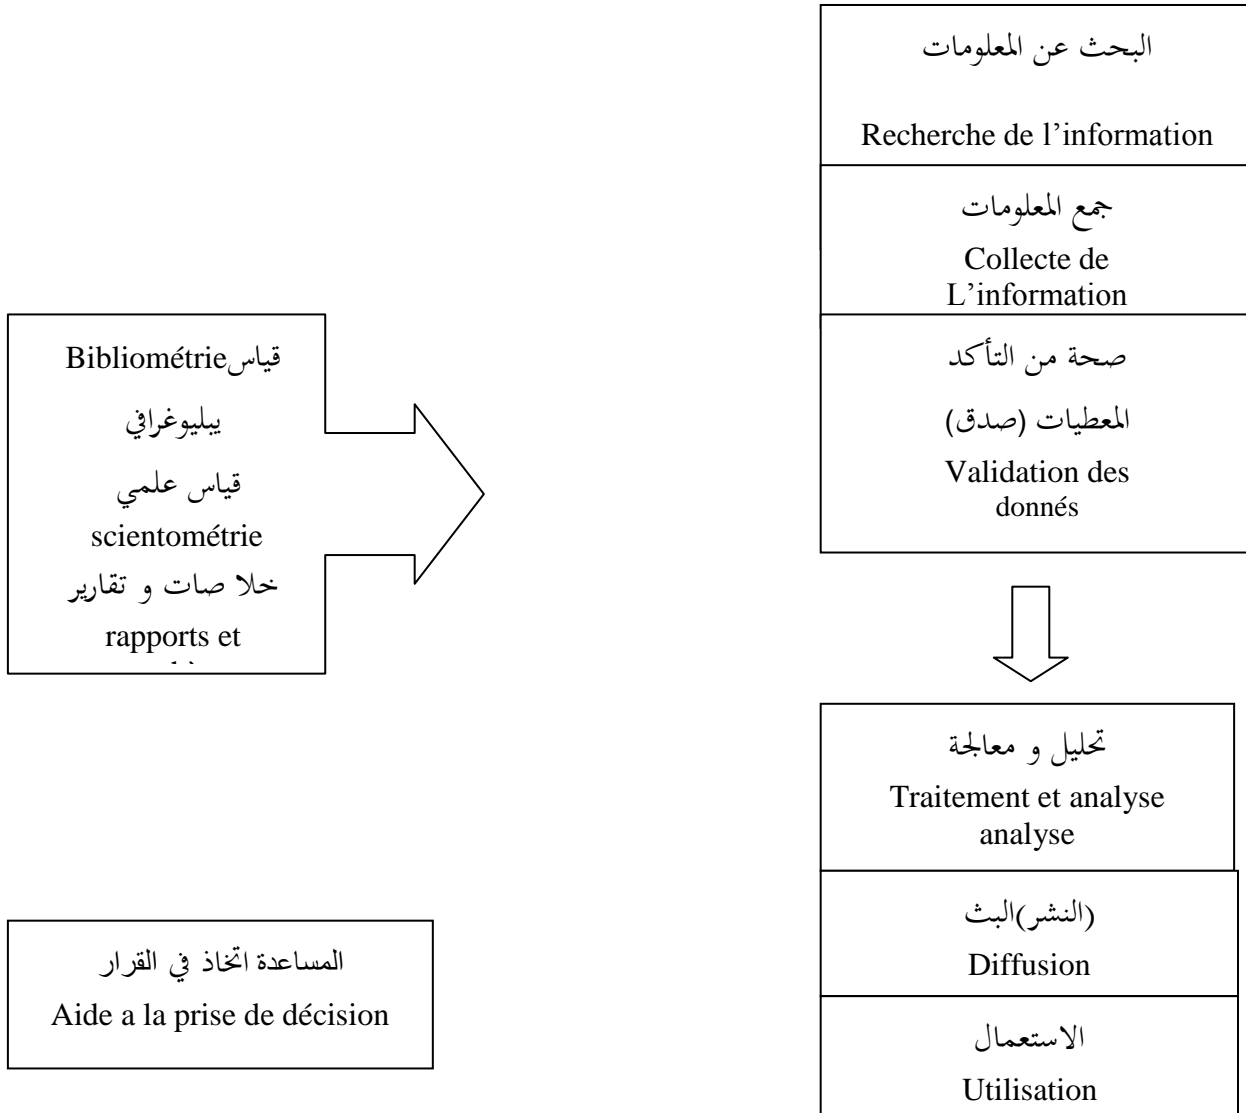 البحث عن المعلومات
Recherche de l’information
جمع المعلومات
Collecte de
L’information
صحة من التأكد
المعطيات (صدق)
Validation des
donnés
قياس Bibliométrie
يبليوغرافي
قياس علمي
scientométrie
خلا صات و تقارير
rapports et
تحليل و معالجة
Traitement et analyse
analyse
(النشر)البث
Diffusion
الاستعمال
Utilisation
المساعدة اتخاذ في القرار
Aide a la prise de décision